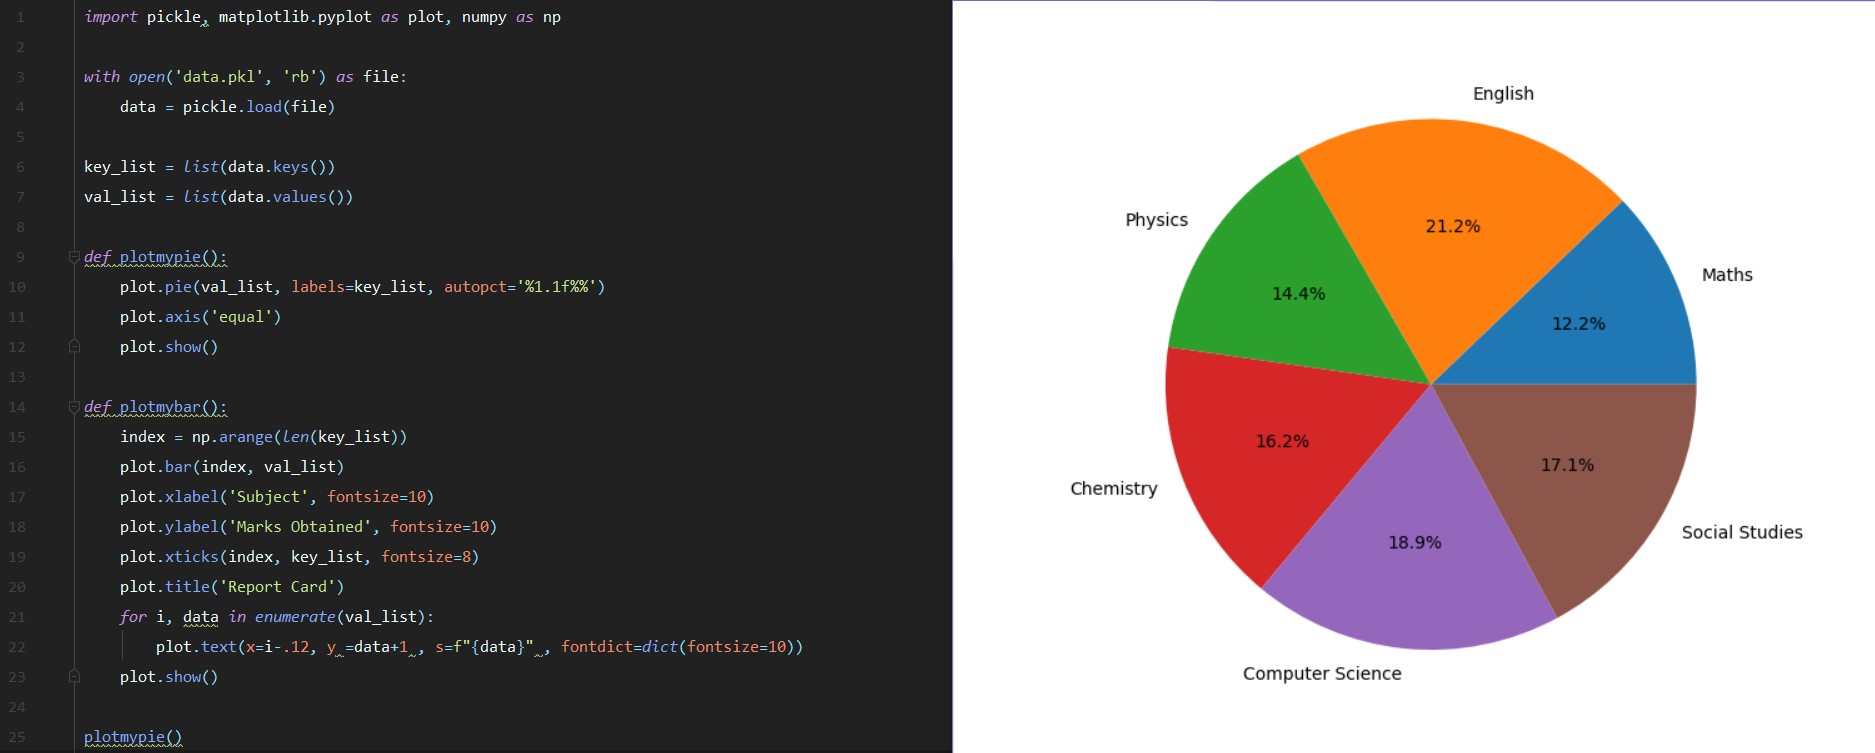 1 import pickle, matplotlib.pyplot as plot, numpy as np
2
3 with open('data.pkl', 'rb') as file:
4     data = pickle.load(file)
5
6 key_list = list(data.keys())
7 val_list = list(data.values())
8
9 def plotmypie():
10     plot.pie(val_list, labels=key_list, autopct='%1.1f%%')
11     plot.axis('equal')
12     plot.show()
13
14 def plotmybar():
15     index = np.arange(len(key_list))
16     plot.bar(index, val_list)
17     plot.xlabel('Subject', fontsize=10)
18     plot.ylabel('Marks Obtained', fontsize=10)
19     plot.xticks(index, key_list, fontsize=8)
20     plot.title('Report Card')
21     for i, data in enumerate(val_list):
22         plot.text(x=i-.12, y =data+1 , s=f"{data}" , fontdict=dict(fontsize=10))
23     plot.show()
24
25 plotmypie()
English
Physics
21.2%
Maths
14.4%
12.2%
16.2%
17.1%
Chemistry
Social Studies
18.9%
Computer Science